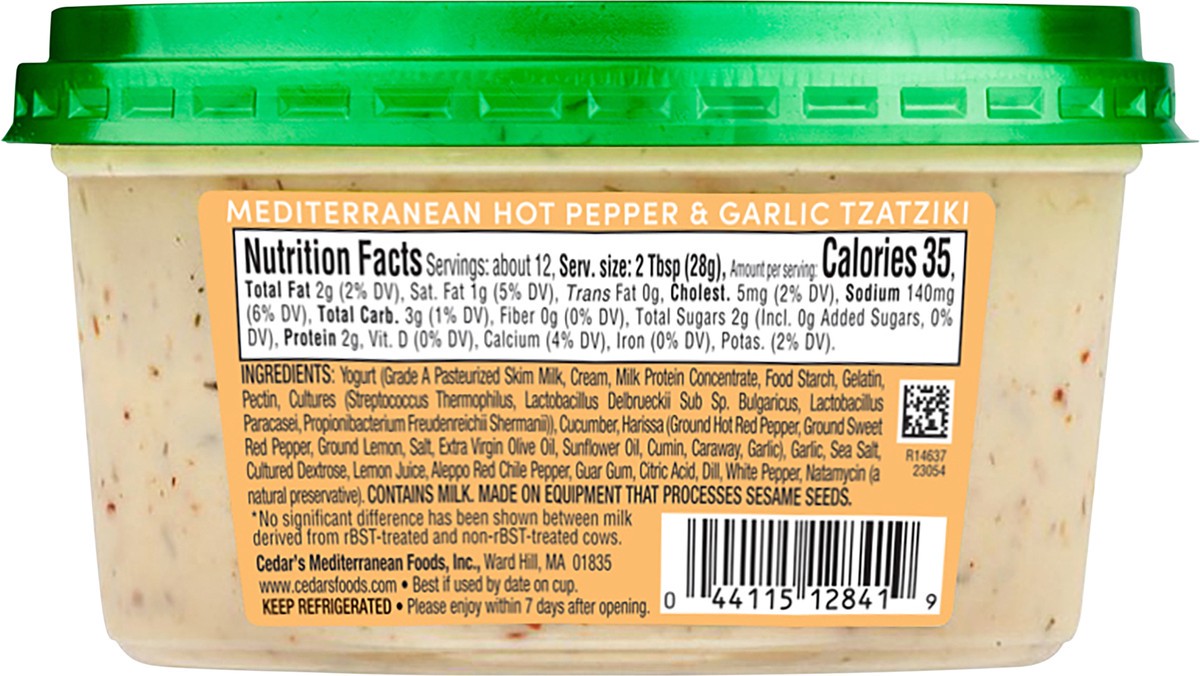 MEDITERRANEAN HOT PEPPER & GARLIC TZATZIKI
Nutrition Facts Servings: about 12, Serv. size: 2 Tbsp (28g), Amount per serving: Calories 35,
Total Fat 2g (2% DV), Sat. Fat 1g (5% DV), Trans Fat 0g, Cholest. 5mg (2% DV), Sodium 140mg
(6% DV), Total Carb. 3g (1% DV), Fiber 0g (0% DV), Total Sugars 2g (Incl. 0g Added Sugars, 0%
DV), Protein 2g, Vit. D (0% DV), Calcium (4% DV), Iron (0% DV), Potas. (2% DV).
INGREDIENTS: Yogurt (Grade A Pasteurized Skim Milk, Cream, Milk Protein Concentrate, Food Starch, Gelatin,
Pectin, Cultures (Streptococcus Thermophilus, Lactobacillus Delbrueckii Sub Sp. Bulgaricus, Lactobacillus
Paracasei, Propionibacterium Freudenreichii Shermanii)), Cucumber, Harissa (Ground Hot Red Pepper, Ground Sweet
Red Pepper, Ground Lemon, Salt, Extra Virgin Olive Oil, Sunflower Oil, Cumin, Caraway, Garlic), Garlic, Sea Salt,
Cultured Dextrose, Lemon Juice, Aleppo Red Chile Pepper, Guar Gum, Citric Acid, Dill, White Pepper, Natamycin (a
natural preservative). CONTAINS MILK. MADE ON EQUIPMENT THAT PROCESSES SESAME SEEDS.
R14637
23054
*No significant difference has been shown between milk
derived from rBST-treated and non-rBST-treated cows.
Cedar's Mediterranean Foods, Inc., Ward Hill, MA 01835
www.cedarsfoods.com • Best if used by date on cup.
KEEP REFRIGERATED • Please enjoy within 7 days after opening.
0 44115 12841 9